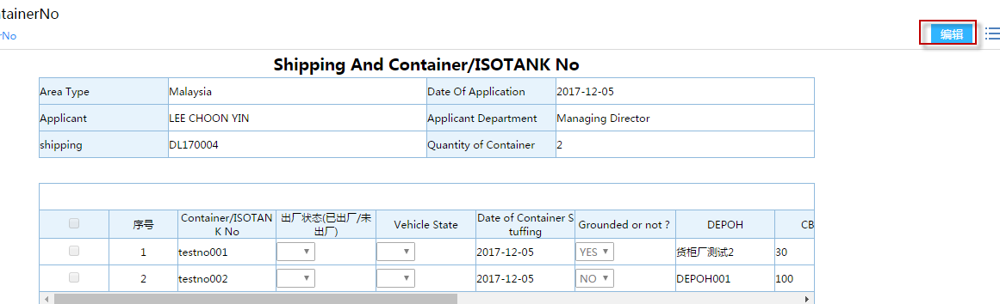 tainerNo
rNo
编辑
Shipping And Container/ISOTANK No
Area Type Malaysia Date Of Application 2017-12-05
Applicant LEE CHOON YIN Applicant Department Managing Director
shipping DL170004 Quantity of Container 2
序号 Container/ISOTAN K No 出厂状态(已出厂/未 出厂) Vehicle State Date of Container S tuffing Grounded or not ? DEPOH CB
1 testno001 2017-12-05 YES 货柜厂测试2 30
2 testno002 2017-12-05 NO DEPOH001 100